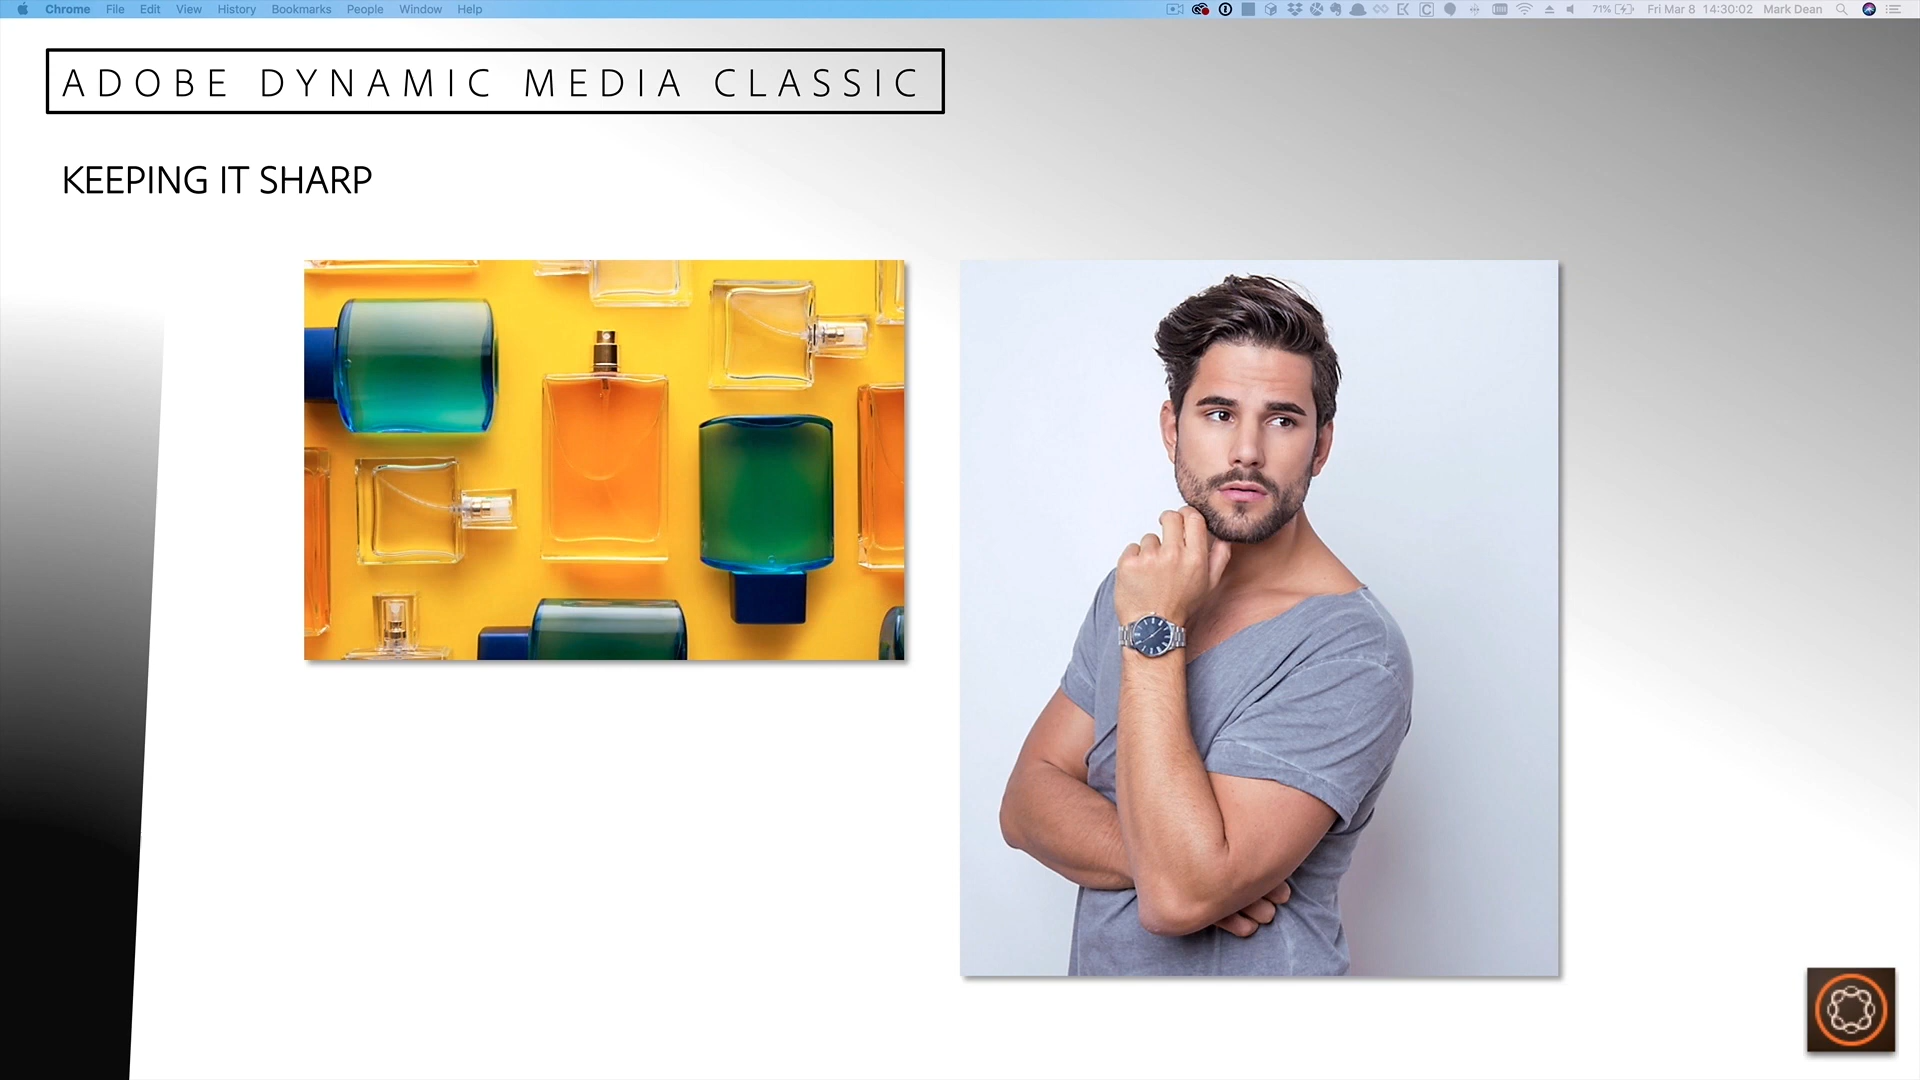 Chrome File Edit View History Bookmarks People Window Help 71% Fri Mar 8 14:30:02 Mark Dean
ADOBE DYNAMIC MEDIA CLASSIC
KEEPING IT SHARP